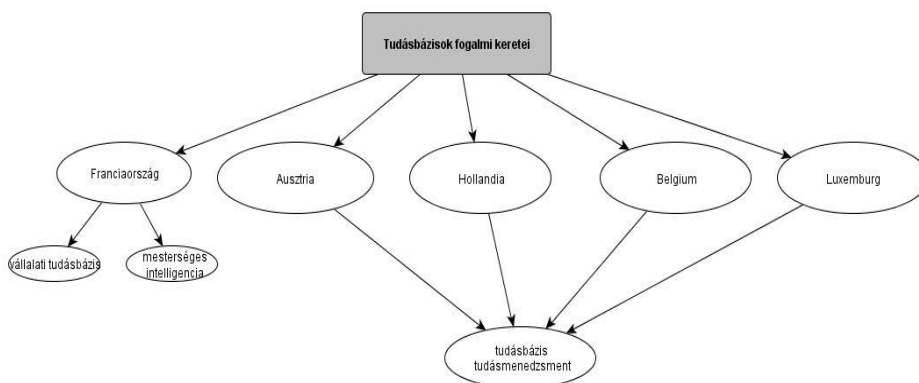 Tudásbázisok fogalmi keretei
Franciaország
Ausztria
Hollandia
Belgium
Luxemburg
vállalati tudásbázis
mesterséges
intelligencia
tudásbázis
tudásmenedzsment